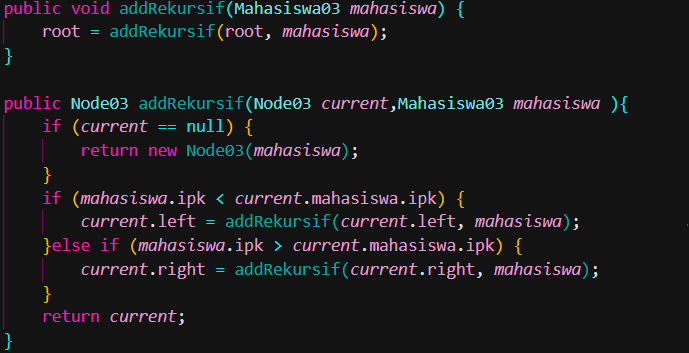 public void addRekursif(Mahasiswa03 mahasiswa) {
    root = addRekursif(root, mahasiswa);
}

public Node03 addRekursif(Node03 current,Mahasiswa03 mahasiswa ){
    if (current == null) {
        return new Node03(mahasiswa);
    }
    if (mahasiswa.ipk < current.mahasiswa.ipk) {
        current.left = addRekursif(current.left, mahasiswa);
    }else if (mahasiswa.ipk > current.mahasiswa.ipk) {
        current.right = addRekursif(current.right, mahasiswa);
    }
    return current;
}